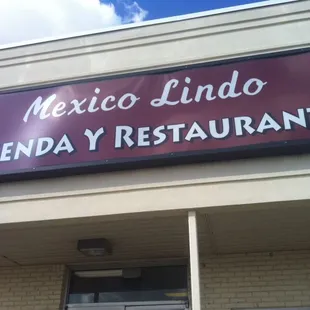 Mexico Lindo
ENDA Y RESTAURANT